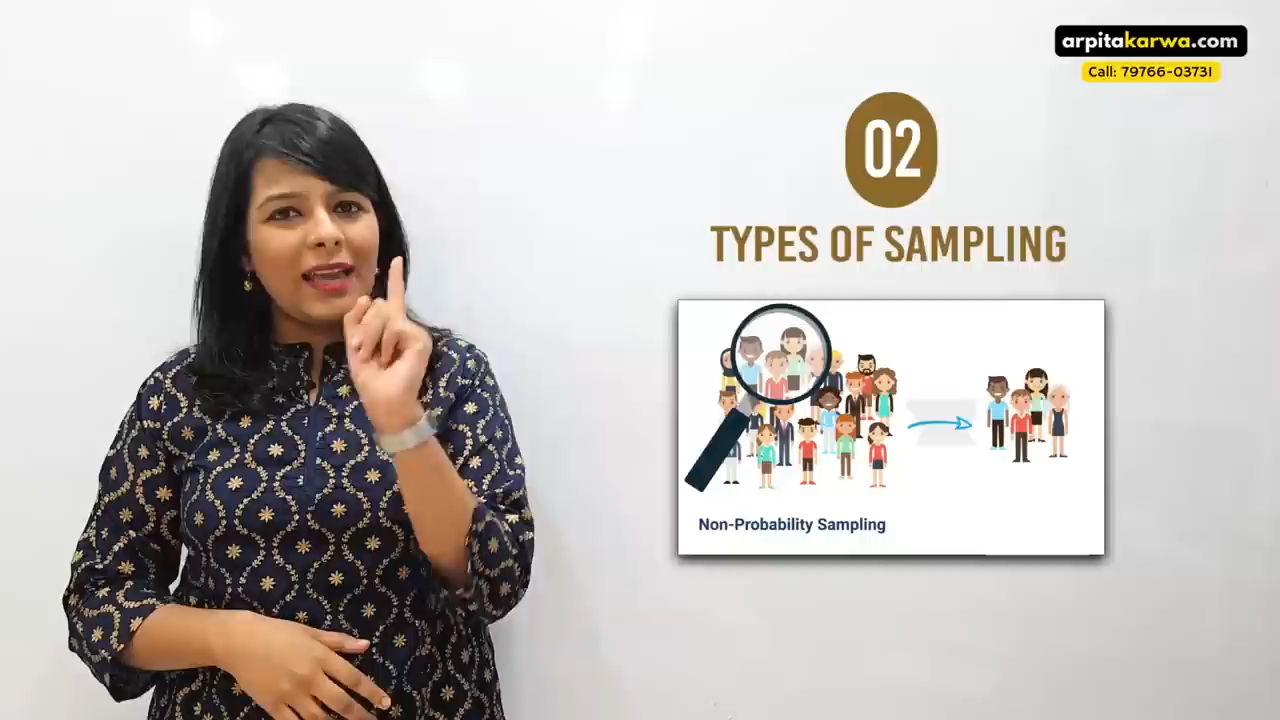 arpitakarwa.com
Call: 79766-03731
02
TYPES OF SAMPLING
Non-Probability Sampling